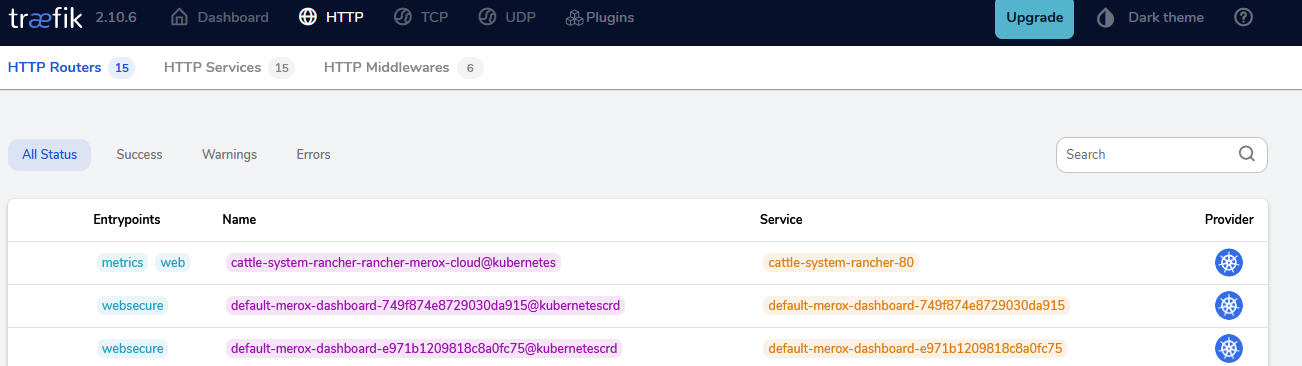 træfik 2.10.6 Dashboard HTTP TCP UDP Plugins Upgrade Dark theme
HTTP Routers 15 HTTP Services 15 HTTP Middlewares 6
All Status Success Warnings Errors Search
Entrypoints Name Service Provider
metrics web cattle-system-rancher-rancher-merox-cloud@kubernetes cattle-system-rancher-80
websecure default-merox-dashboard-749f874e8729030da915@kubernetescrd default-merox-dashboard-749f874e8729030da915
websecure default-merox-dashboard-e971b1209818c8a0fc75@kubernetescrd default-merox-dashboard-e971b1209818c8a0fc75